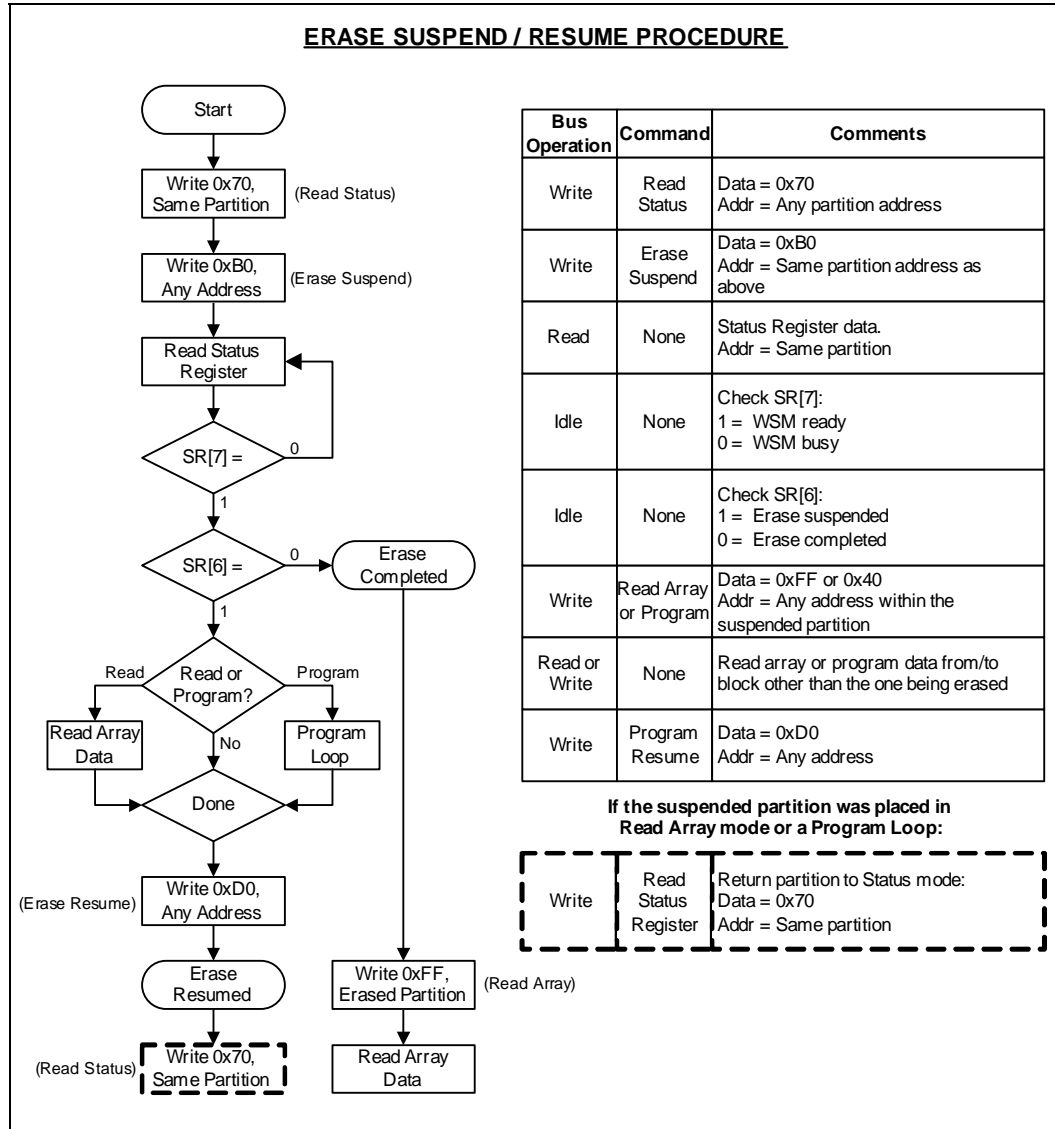 ERASE SUSPEND / RESUME PROCEDURE
Start
Write 0x70,
Same Partition
(Read Status)
Write 0xB0,
Any Address
(Erase Suspend)
Read Status
Register
SR[7] =
0
1
SR[6] =
0
Erase
Completed
1
Read
Read or
Program?
Program
Read Array
Data
No
Program
Loop
Done
(Erase Resume)
Write 0xD0,
Any Address
Erase
Resumed
Write 0xFF,
Erased Partition
(Read Array)
(Read Status)
Write 0x70,
Same Partition
Read Array
Data
Bus
Operation
Command
Comments
Write
Read
Status
Data = 0x70
Addr = Any partition address
Write
Erase
Suspend
Data = 0xB0
Addr = Same partition address as
above
Read
None
Status Register data.
Addr = Same partition
Idle
None
Check SR[7]:
1 = WSM ready
0 = WSM busy
Idle
None
Check SR[6]:
1 = Erase suspended
0 = Erase completed
Write
Read Array
or Program
Data = 0xFF or 0x40
Addr = Any address within the
suspended partition
Read or
Write
None
Read array or program data from/to
block other than the one being erased
Write
Program
Resume
Data = 0xD0
Addr = Any address
If the suspended partition was placed in
Read Array mode or a Program Loop:
Write
Read
Status
Register
Return partition to Status mode:
Data = 0x70
Addr = Same partition